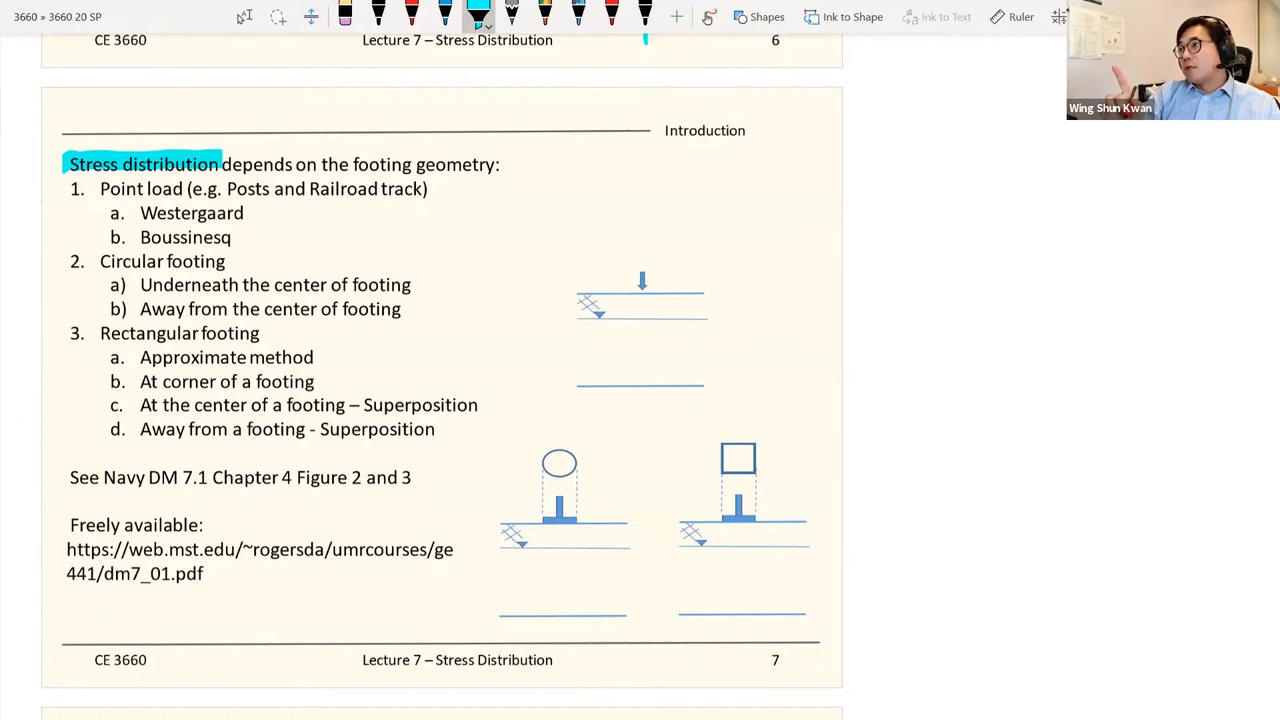 3660 » 3660 20 SP
Shapes
Ink to Shape
Ink to Text
Ruler
CE 3660
Lecture 7 – Stress Distribution
6
Wing Shun Kwan
Introduction
Stress distribution depends on the footing geometry:
1. Point load (e.g. Posts and Railroad track)
a. Westergaard
b. Boussinesq
2. Circular footing
a) Underneath the center of footing
b) Away from the center of footing
3. Rectangular footing
a. Approximate method
b. At corner of a footing
c. At the center of a footing – Superposition
d. Away from a footing - Superposition
See Navy DM 7.1 Chapter 4 Figure 2 and 3
Freely available:
https://web.mst.edu/~rogersda/umrcourses/ge
441/dm7_01.pdf
CE 3660
Lecture 7 – Stress Distribution
7